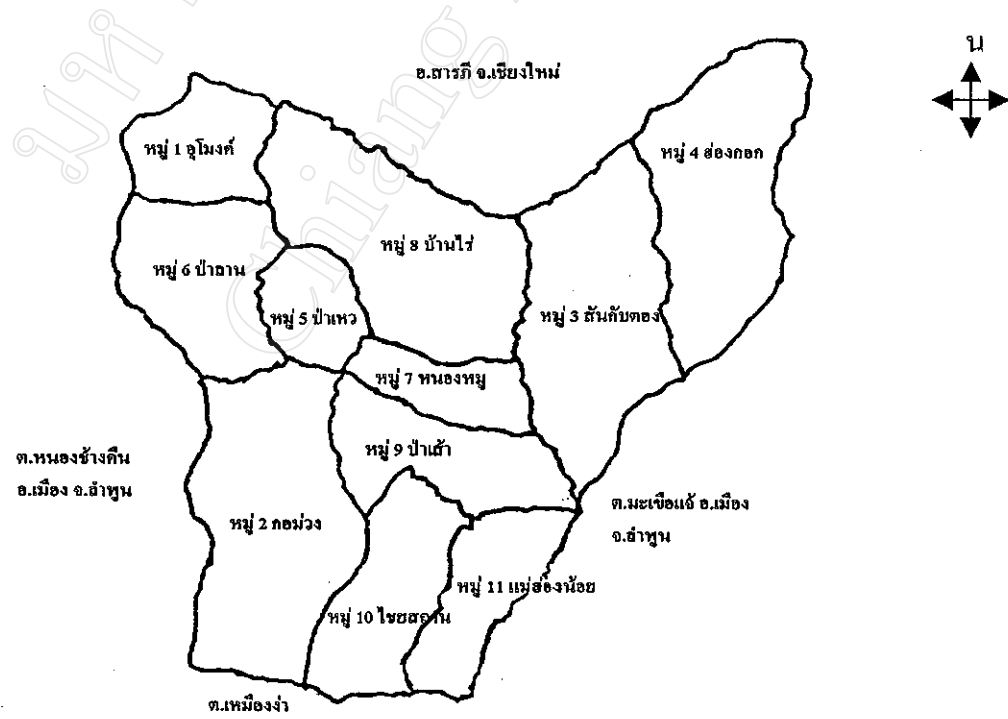 น
อ.สารภี จ.เชียงใหม่
หมู่ 1 อุโมงค์
หมู่ 4 ฮ่องกอก
หมู่ 8 บ้านไร่
หมู่ 6 ป่าลาน
หมู่ 5 ป่าเหว
หมู่ 3 สันคับตอง
หมู่ 7 หนองหมู
หมู่ 9 ป่าเส้า
ต.หนองช้างคืน
อ.เมือง จ.ลำพูน
ต.มะเขือแจ้ อ.เมือง
จ.ลำพูน
หมู่ 2 กอม่วง
หมู่ 11 แม่ฮ่องน้อย
หมู่ 10 ไชยสถาน
ต.เหมืองง่า
Chiang